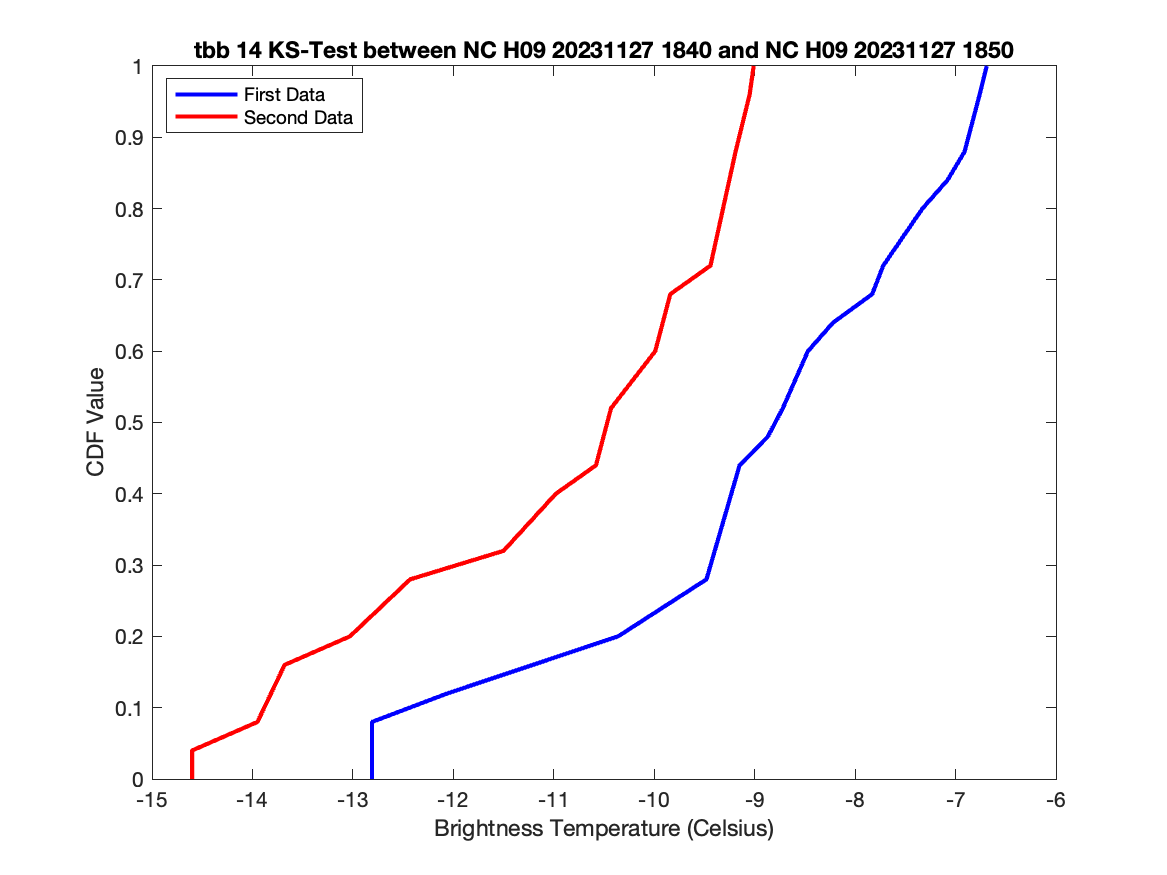 tbb 14 KS-Test between NC H09 20231127 1840 and NC H09 20231127 1850
First Data
Second Data
1
0.9
0.8
0.7
0.6
0.5
0.4
0.3
0.2
0.1
0
CDF Value
-15 -14 -13 -12 -11 -10 -9 -8 -7 -6
Brightness Temperature (Celsius)